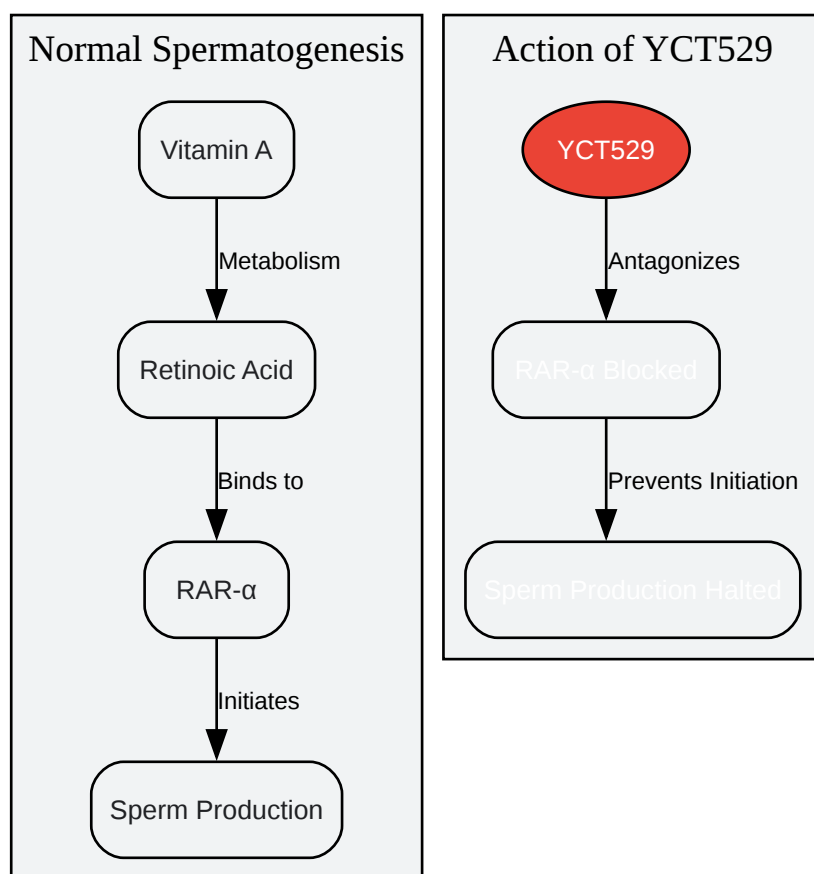 Normal Spermatogenesis
Vitamin A
Metabolism
Retinoic Acid
Binds to
RAR-α
Initiates
Sperm Production
Action of YCT529
YCT529
Antagonizes
RAR-α Blocked
Prevents Initiation
Sperm Production Halted